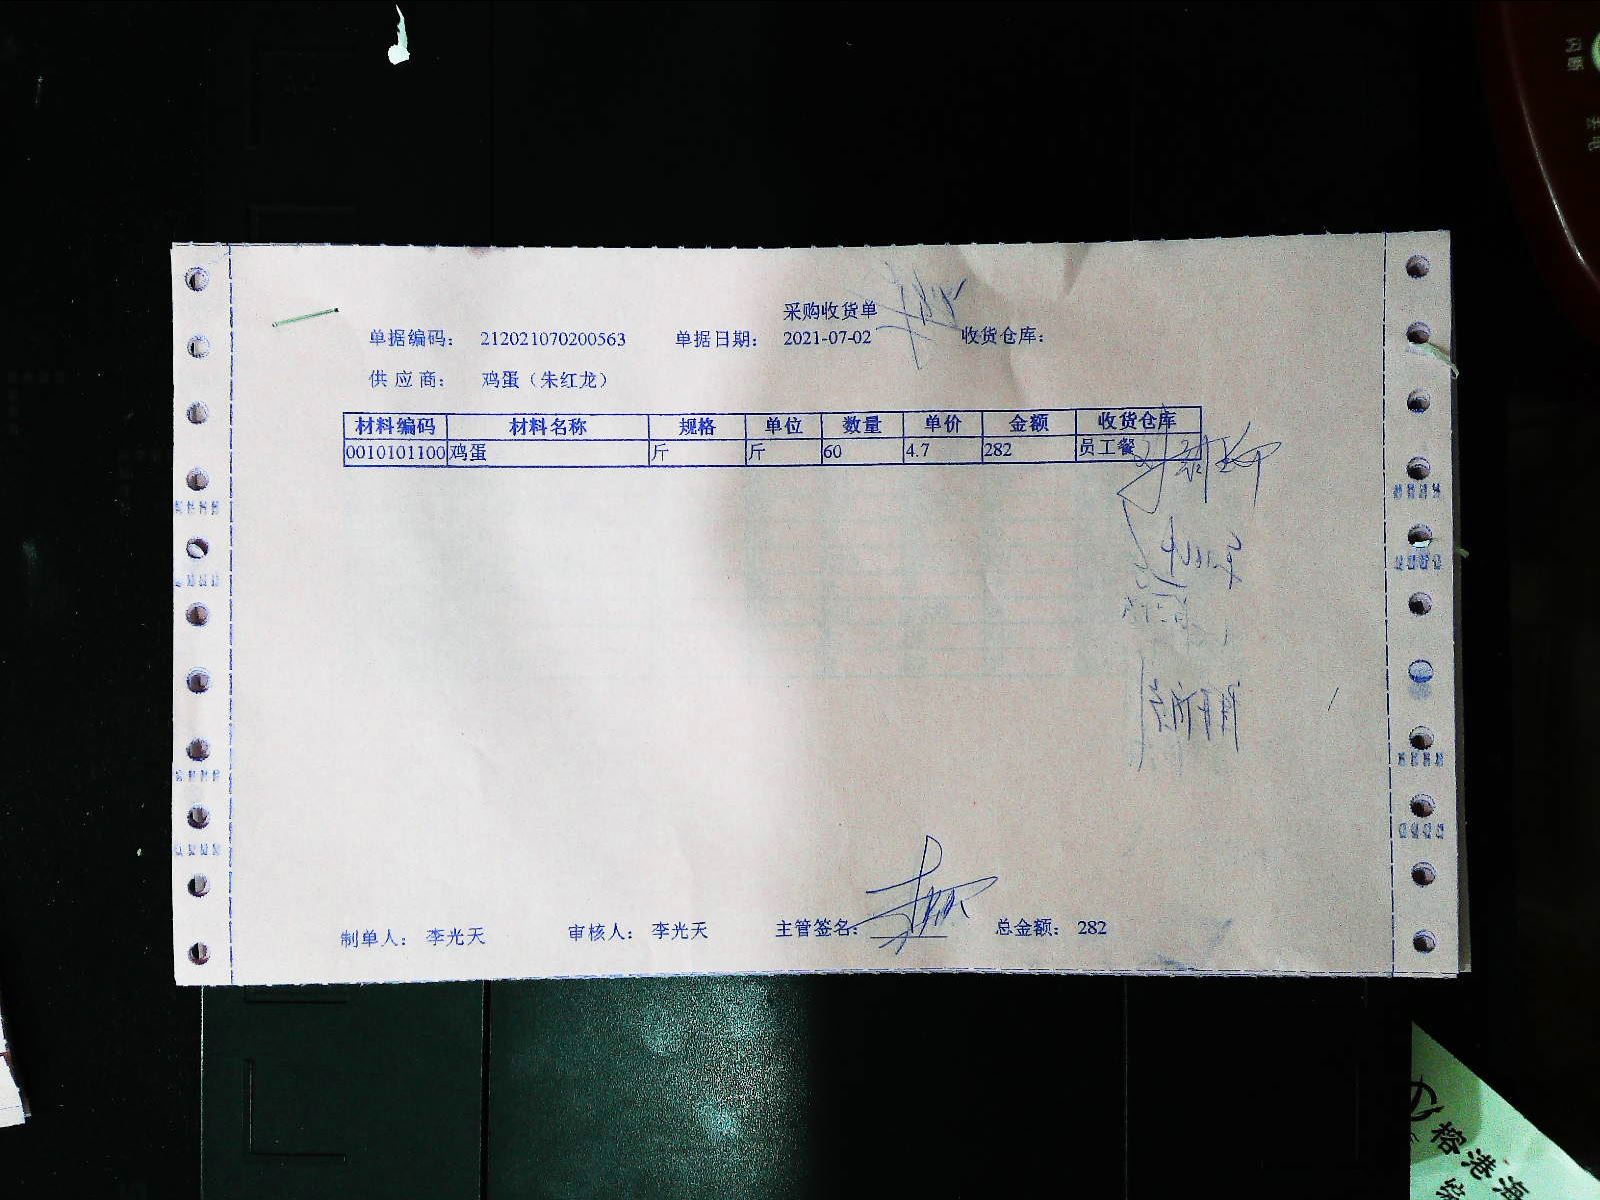 采购收货单
单据编码： 212021070200563 单据日期： 2021-07-02 收货仓库：
供应商： 鸡蛋（朱红龙）
材料编码 材料名称 规格 单位 数量 单价 金额 收货仓库
0010101100 鸡蛋 斤 斤 60 4.7 282 员工餐
制单人： 李光天 审核人： 李光天 主管签名： 总金额： 282
榕港海